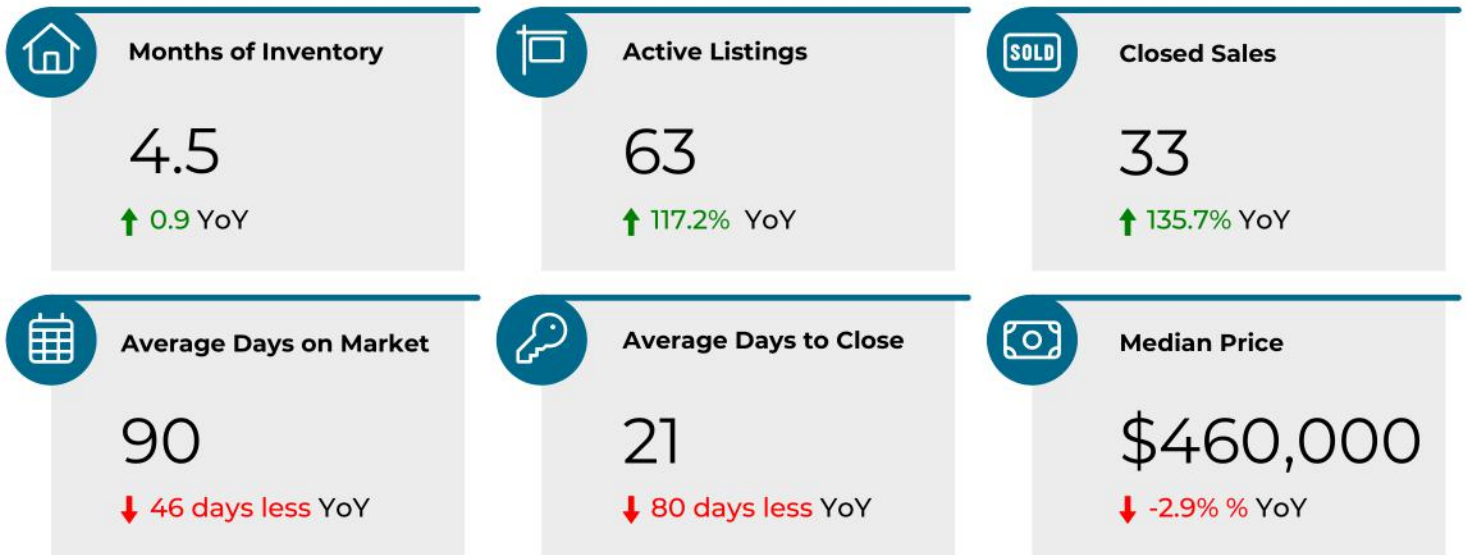 Months of Inventory
4.5
↑ 0.9 YoY
Active Listings
63
↑ 117.2% YoY
SOLD
Closed Sales
33
↑ 135.7% YoY
Average Days on Market
90
↓ 46 days less YoY
Average Days to Close
21
↓ 80 days less YoY
Median Price
$460,000
↓ -2.9% % YoY